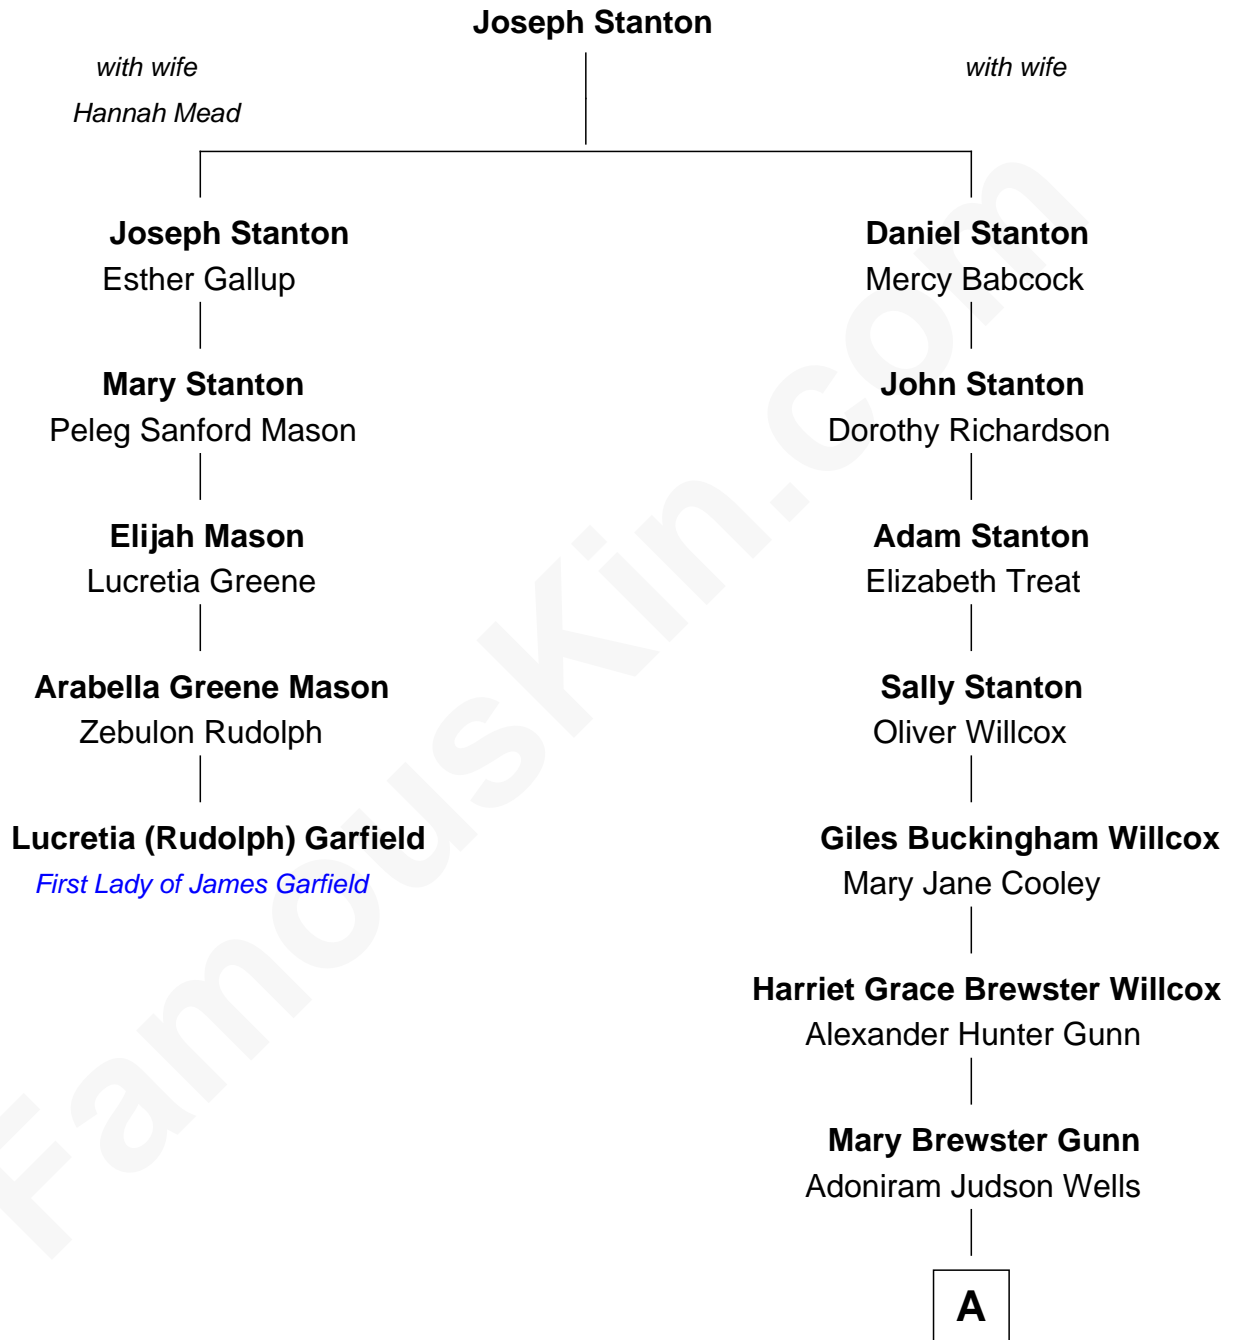 Joseph Stanton
with wife
Hannah Mead
with wife
Joseph Stanton
Esther Gallup
Daniel Stanton
Mercy Babcock
Mary Stanton
Peleg Sanford Mason
John Stanton
Dorothy Richardson
Elijah Mason
Lucretia Greene
Adam Stanton
Elizabeth Treat
Arabella Greene Mason
Zebulon Rudolph
Sally Stanton
Oliver Willcox
Lucretia (Rudolph) Garfield
First Lady of James Garfield
Giles Buckingham Willcox
Mary Jane Cooley
Harriet Grace Brewster Willcox
Alexander Hunter Gunn
Mary Brewster Gunn
Adoniram Judson Wells
A
FamousKin.com